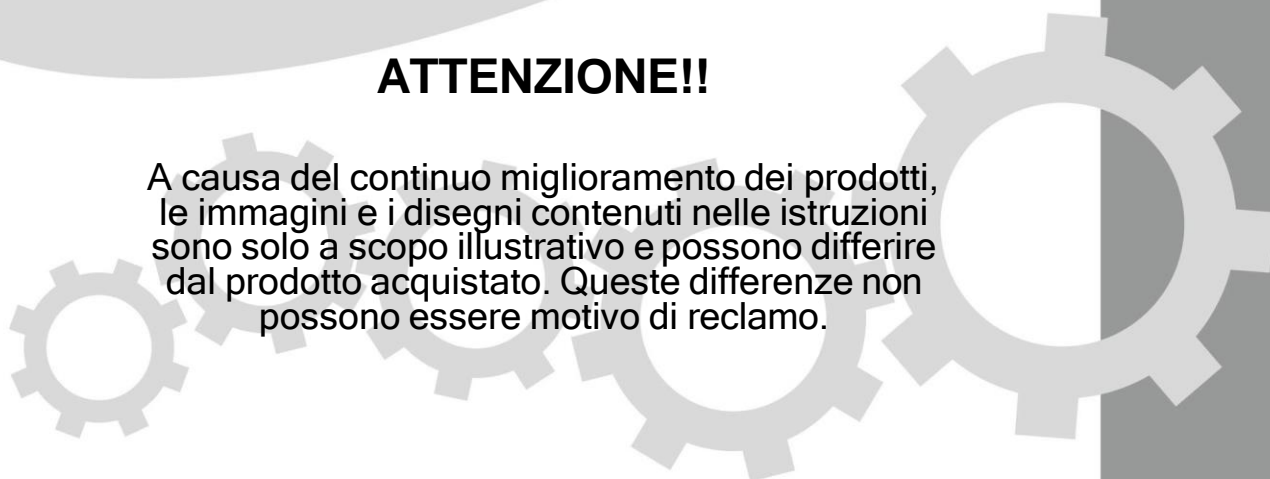 ATTENZIONE!!
A causa del continuo miglioramento dei prodotti,
le immagini e i disegni contenuti nelle istruzioni
sono solo a scopo illustrativo e possono differire
dal prodotto acquistato. Queste differenze non
possono essere motivo di reclamo.